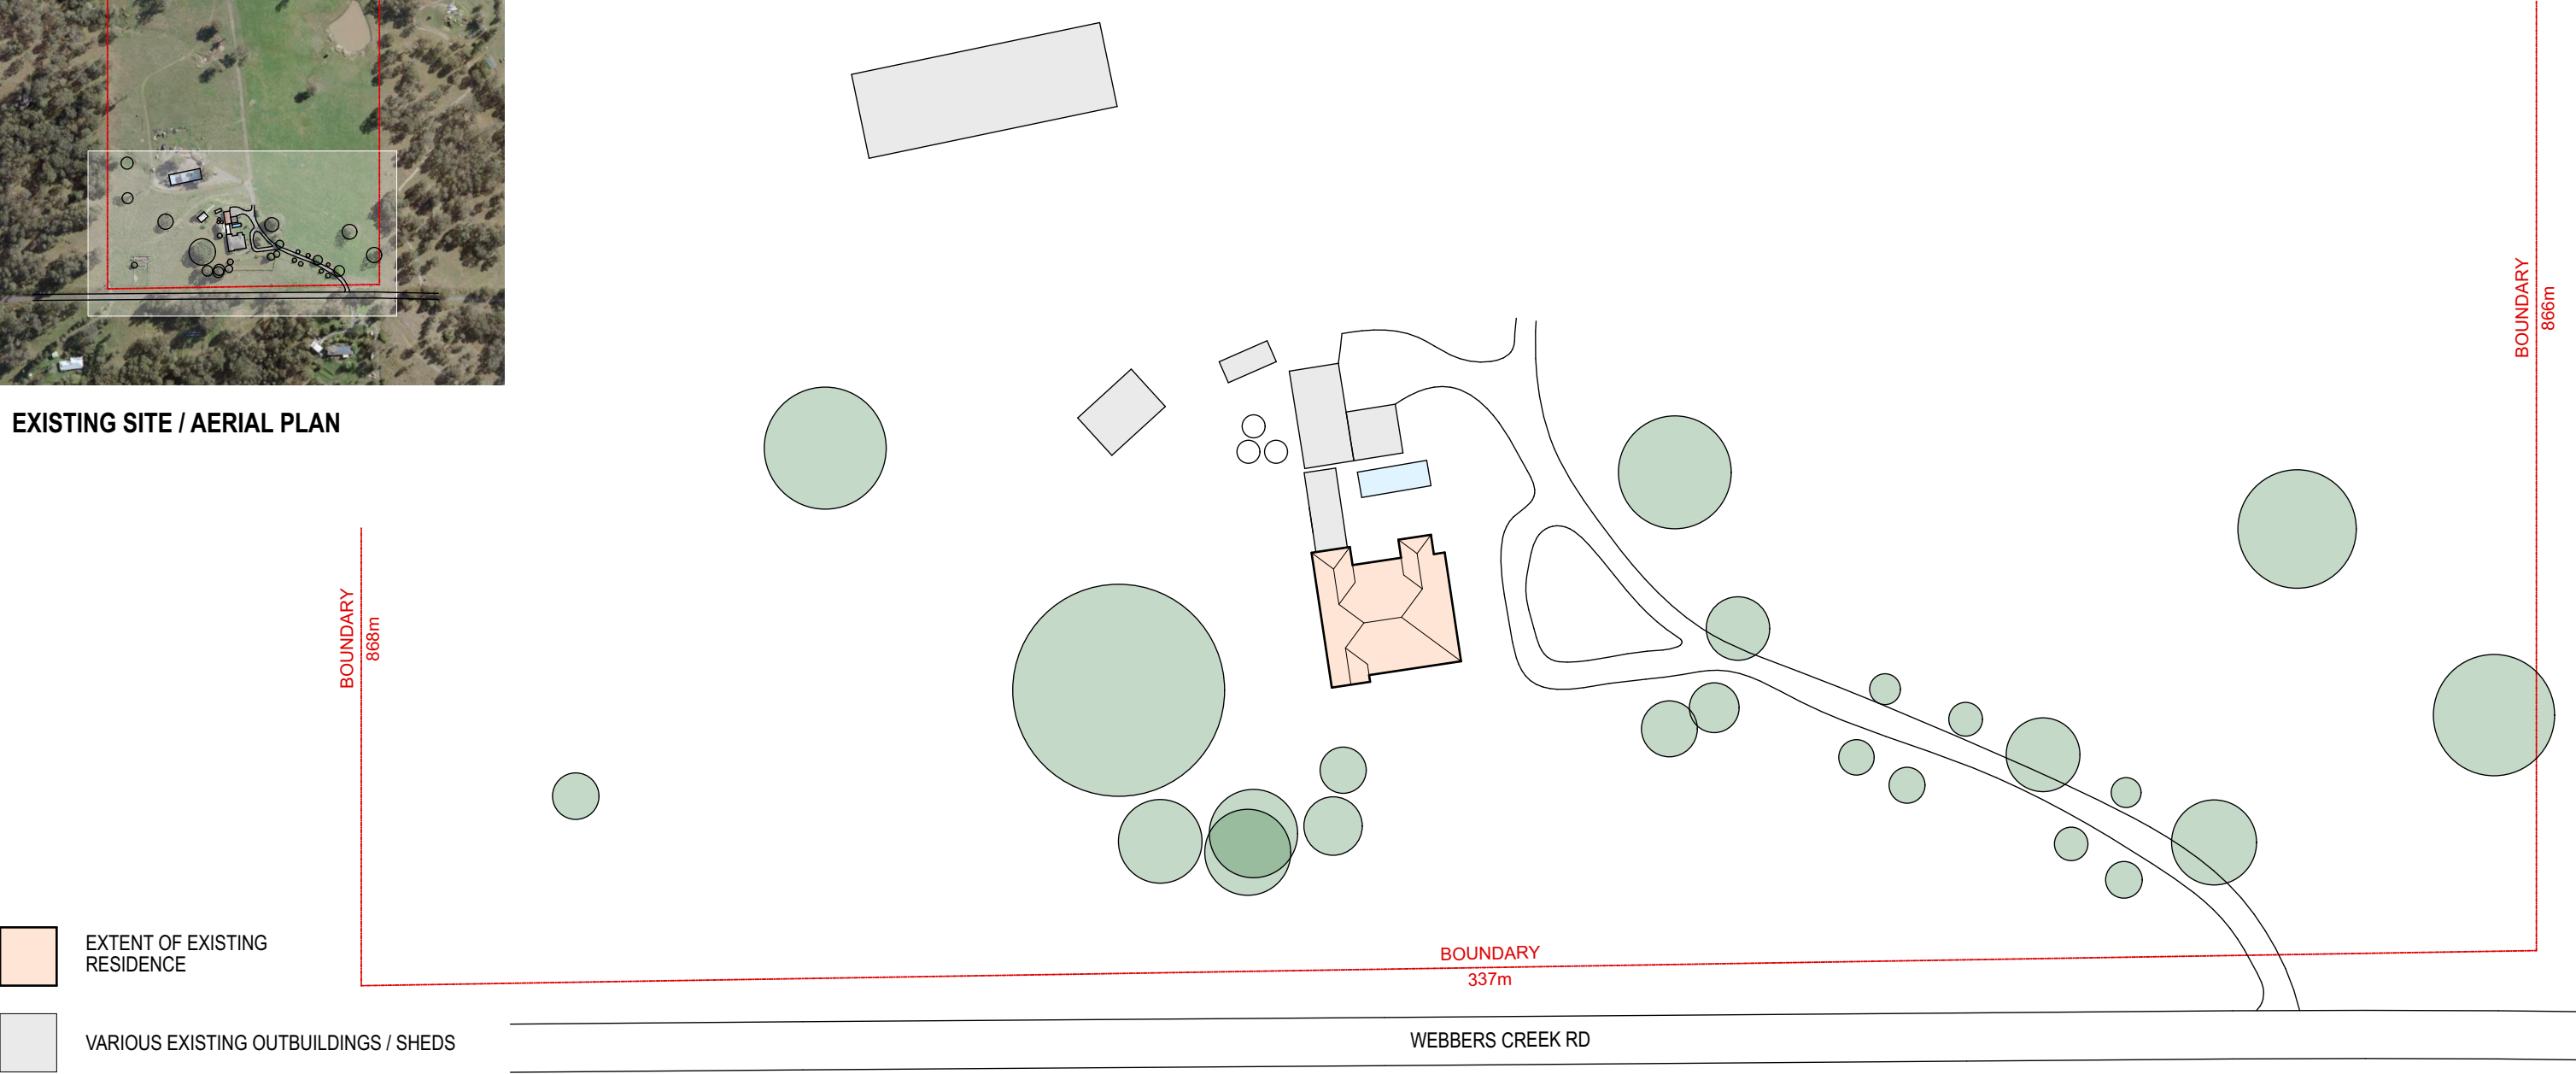 EXISTING SITE / AERIAL PLAN
BOUNDARY
866m
BOUNDARY
868m
EXTENT OF EXISTING
RESIDENCE
BOUNDARY
337m
VARIOUS EXISTING OUTBUILDINGS / SHEDS
WEBBERS CREEK RD